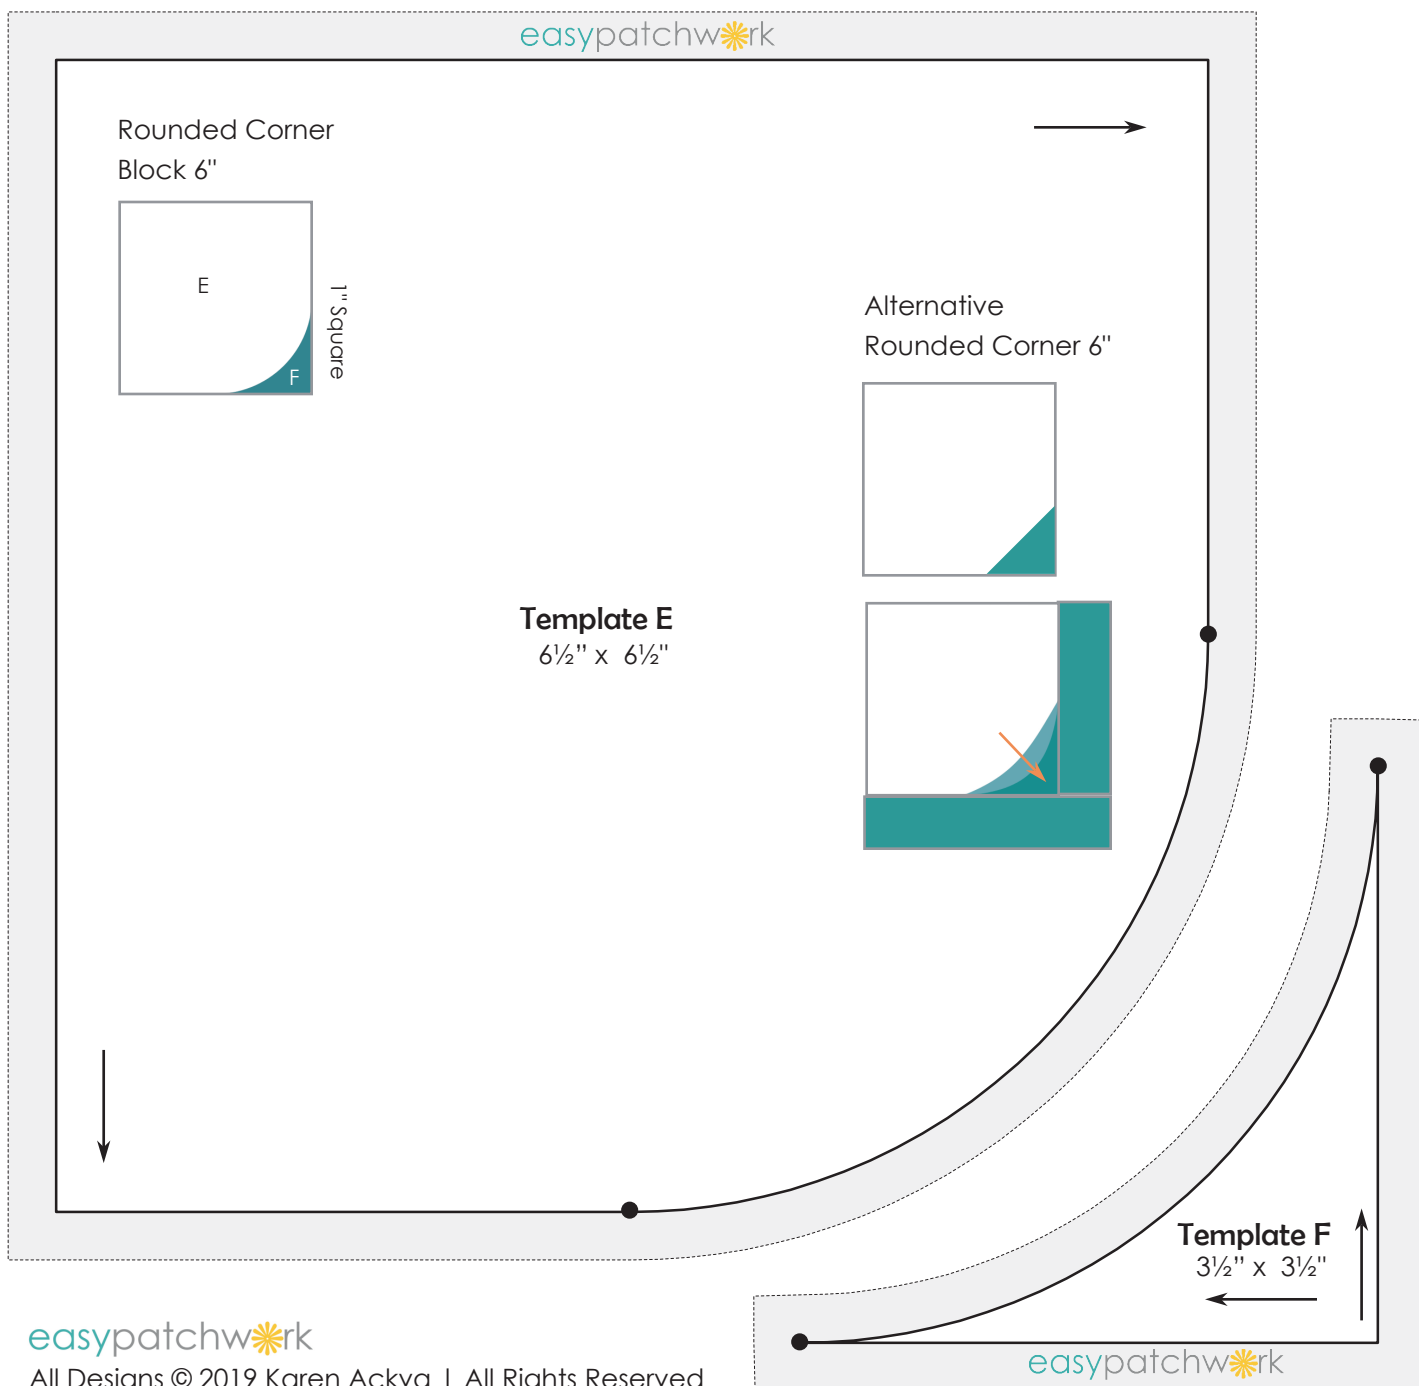 easypatchwork
Rounded Corner
Block 6"
E
F
1" Square
Alternative
Rounded Corner 6"
Template E
6½” x 6½"
Template F
3½” x 3½"
easypatchwork
easypatchwork
All Designs © 2019 Karen Ackva | All Rights Reserved